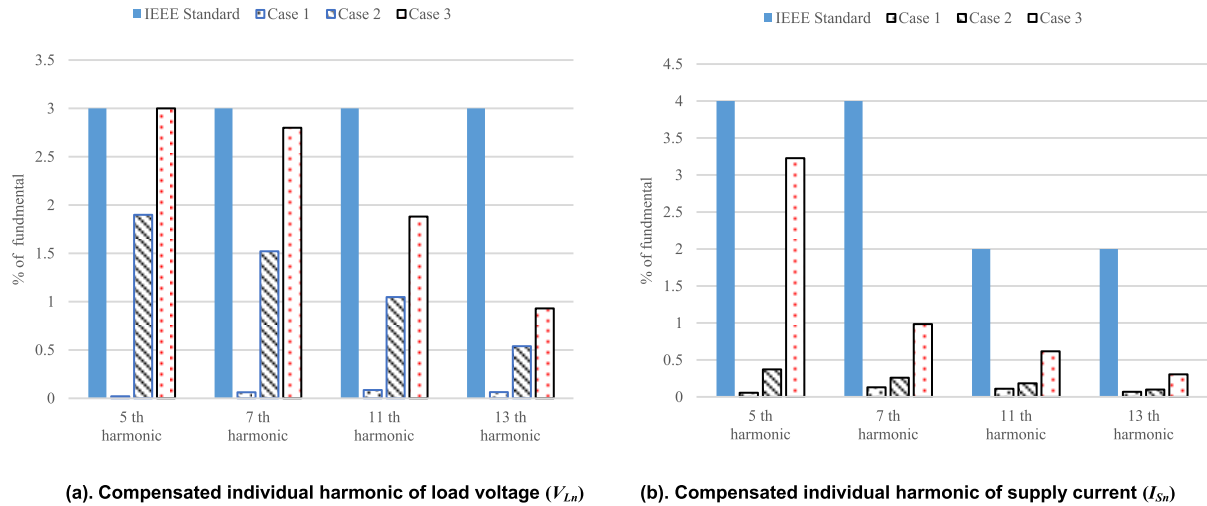 IEEE Standard Case 1 Case 2 Case 3
3.5
3
2.5
2
1.5
1
0.5
0
% of fundmental
5 th
harmonic
7 th
harmonic
11 th
harmonic
13 th
harmonic
(a). Compensated individual harmonic of load voltage (VLn)
IEEE Standard Case 1 Case 2 Case 3
4.5
4
3.5
3
2.5
2
1.5
1
0.5
0
% of fundmental
5 th
harmonic
7 th
harmonic
11 th
harmonic
13 th
harmonic
(b). Compensated individual harmonic of supply current (ISn)